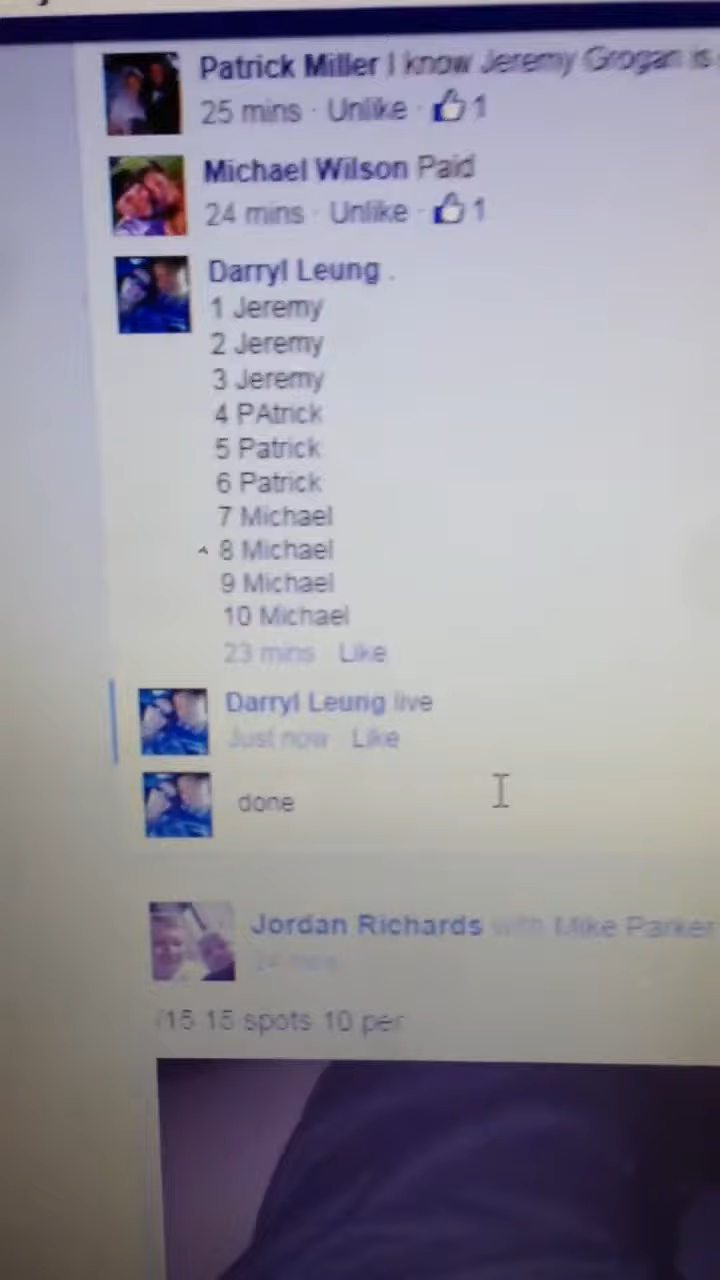 Patrick Miller I know Jeremy Grogan is
25 mins · Unlike · 1
Michael Wilson Paid
24 mins · Unlike · 1
Darryl Leung .
1 Jeremy
2 Jeremy
3 Jeremy
4 PAtrick
5 Patrick
6 Patrick
7 Michael
8 Michael
9 Michael
10 Michael
23 mins Like
Darryl Leung live
Just now Like
done
Jordan Richards with Mike Parker
/15 15 spots 10 per